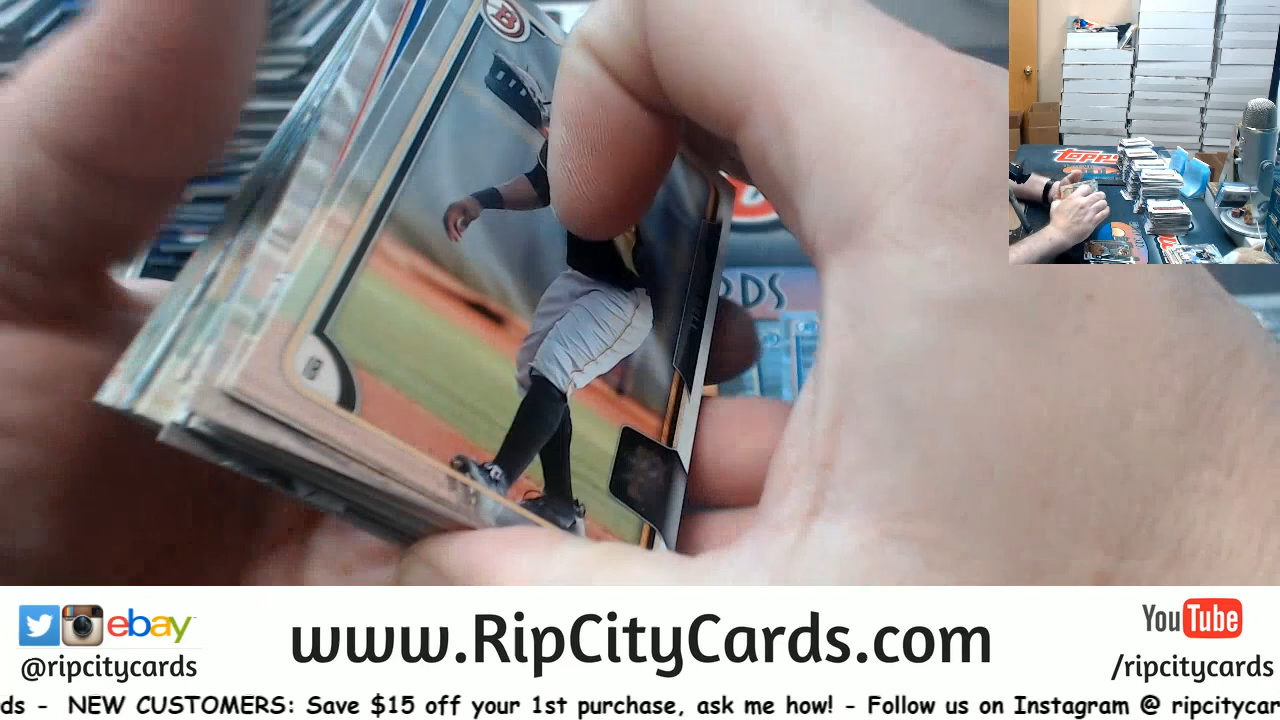 B
Topps
RDS
ebay
@ripcitycards
www.RipCityCards.com
You Tube
/ripcitycards
ds - NEW CUSTOMERS: Save $15 off your 1st purchase, ask me how! - Follow us on Instagram @ ripcitycar